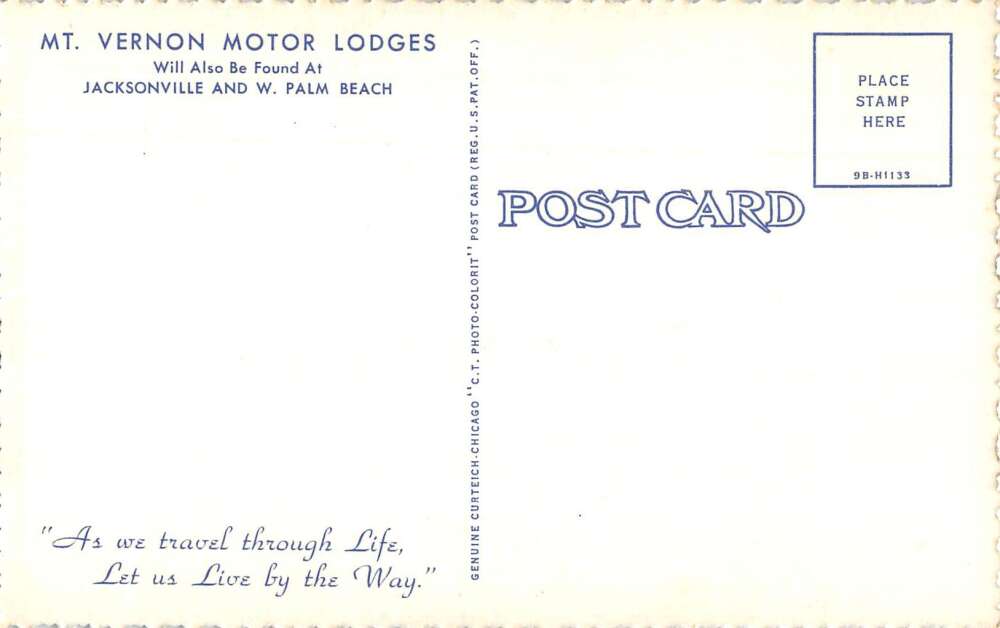 MT. VERNON MOTOR LODGES
Will Also Be Found At
JACKSONVILLE AND W. PALM BEACH
"As we travel through Life,
Let us Live by the Way."
GENUINE CURTEICH-CHICAGO "C.T. PHOTO-COLORIT" POST CARD (REG. U.S. PAT. OFF.)
POST CARD
PLACE
STAMP
HERE
9B-H1133